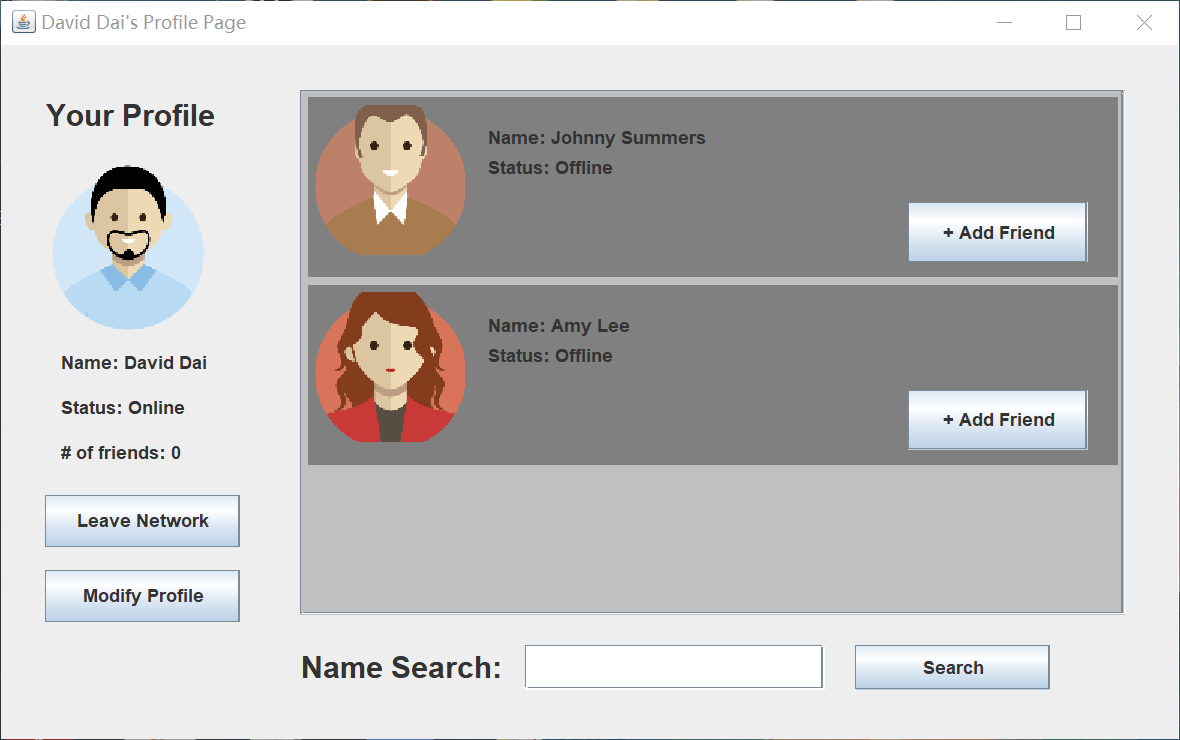 David Dai's Profile Page
Your Profile
Name: David Dai
Status: Online
# of friends: 0
Leave Network
Modify Profile
Name: Johnny Summers
Status: Offline
+ Add Friend
Name: Amy Lee
Status: Offline
+ Add Friend
Name Search:
Search